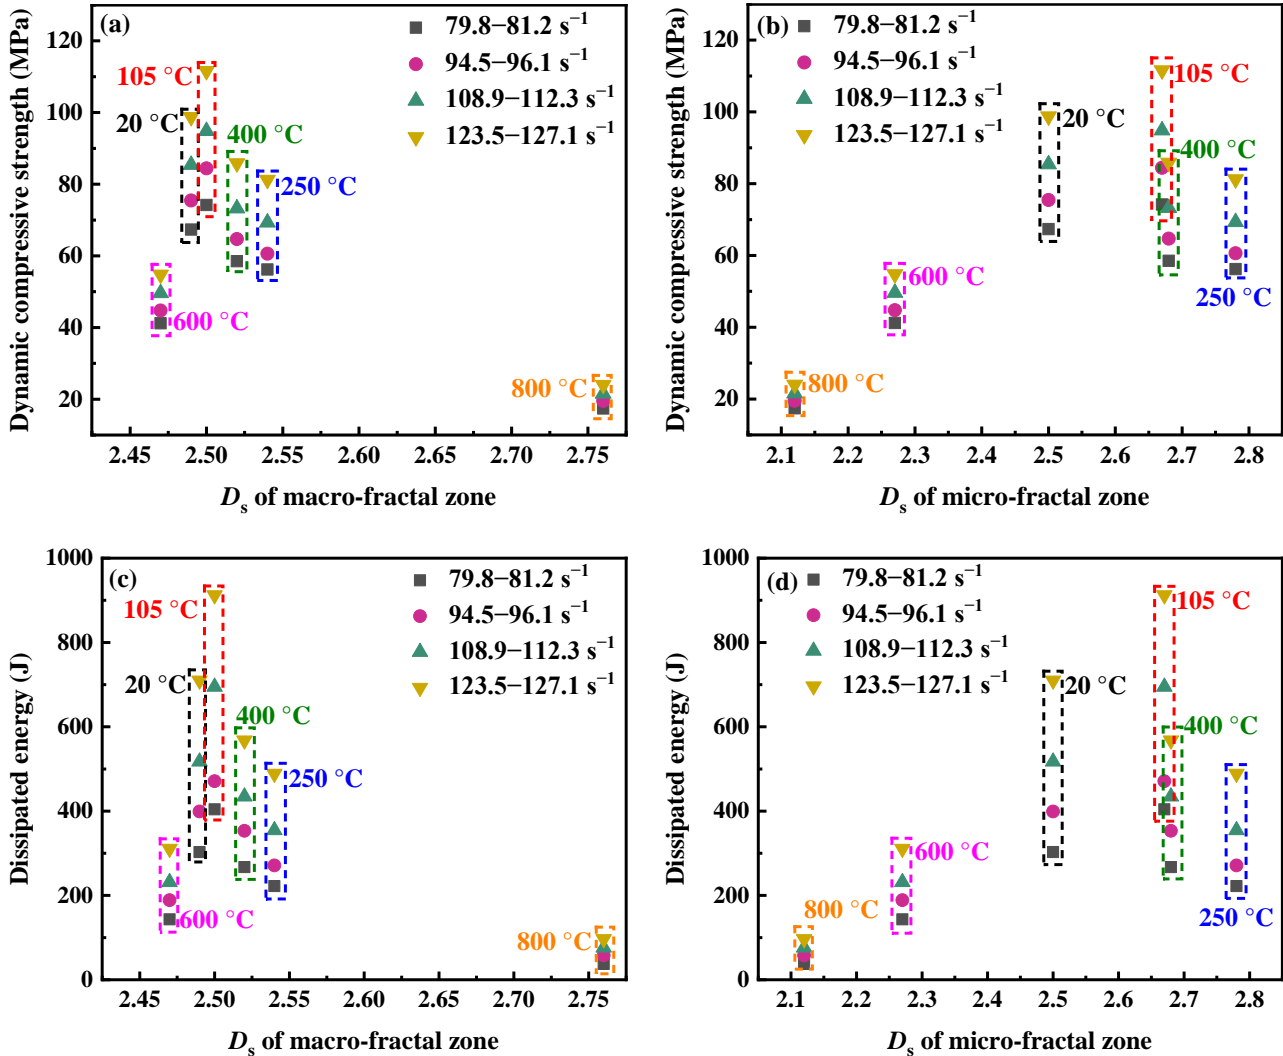 (a)
79.8−81.2 s⁻¹
94.5−96.1 s⁻¹
108.9−112.3 s⁻¹
123.5−127.1 s⁻¹
105 °C
20 °C
400 °C
250 °C
600 °C
800 °C
Dynamic compressive strength (MPa)
120
100
80
60
40
20
2.45 2.50 2.55 2.60 2.65 2.70 2.75
Dₛ of macro-fractal zone
(b)
79.8−81.2 s⁻¹
94.5−96.1 s⁻¹
108.9−112.3 s⁻¹
123.5−127.1 s⁻¹
105 °C
20 °C
400 °C
600 °C
250 °C
800 °C
Dynamic compressive strength (MPa)
120
100
80
60
40
20
2.1 2.2 2.3 2.4 2.5 2.6 2.7 2.8
Dₛ of micro-fractal zone
(c)
79.8−81.2 s⁻¹
94.5−96.1 s⁻¹
108.9−112.3 s⁻¹
123.5−127.1 s⁻¹
105 °C
20 °C
400 °C
250 °C
600 °C
800 °C
Dissipated energy (J)
1000
800
600
400
200
0
2.45 2.50 2.55 2.60 2.65 2.70 2.75
Dₛ of macro-fractal zone
(d)
79.8−81.2 s⁻¹
94.5−96.1 s⁻¹
108.9−112.3 s⁻¹
123.5−127.1 s⁻¹
105 °C
20 °C
400 °C
600 °C
800 °C
250 °C
Dissipated energy (J)
1000
800
600
400
200
0
2.1 2.2 2.3 2.4 2.5 2.6 2.7 2.8
Dₛ of micro-fractal zone